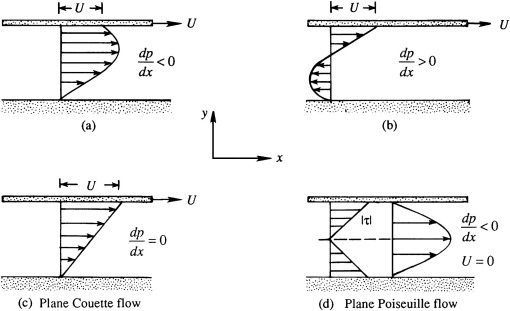 U
U
dp/dx < 0
(a)
U
U
dp/dx > 0
(b)
y
x
U
U
dp/dx = 0
(c) Plane Couette flow
|τ|
dp/dx < 0
U = 0
(d) Plane Poiseuille flow